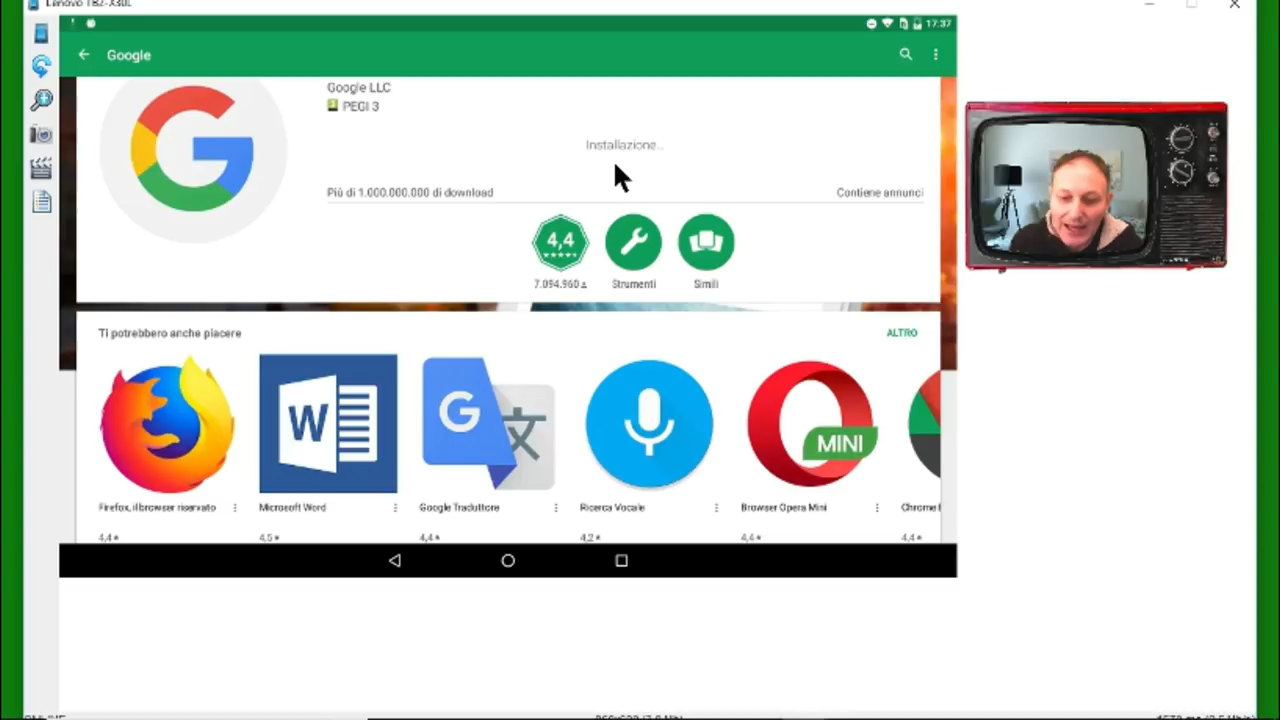 Lenovo TB2-X30L
17:37
Google
Google LLC
PEGI 3
Installazione...
Più di 1.000.000.000 di download
Contiene annunci
4,4
7.094.960
Strumenti
Simili
Ti potrebbero anche piacere
ALTRO
W
G
MINI
Firefox, il browser riservato
Microsoft Word
Google Traduttore
Ricerca Vocale
Browser Opera Mini
Chrome
4,4
4,5
4,4
4,2
4,4
4,4